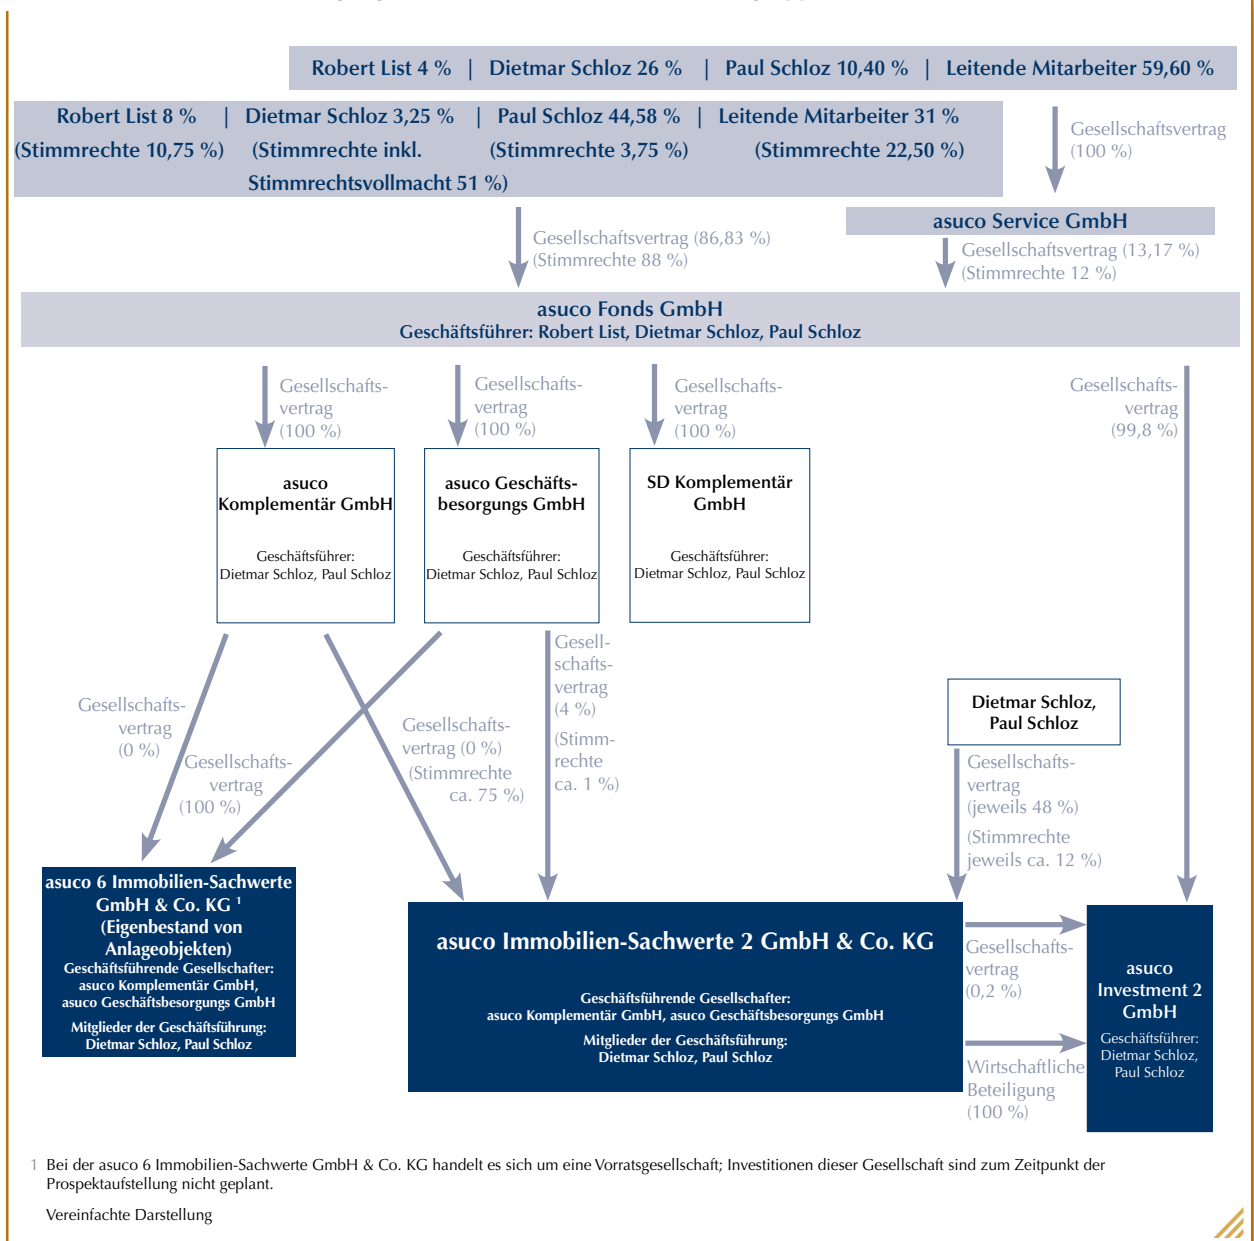 Robert List 4 % | Dietmar Schloz 26 % | Paul Schloz 10,40 % | Leitende Mitarbeiter 59,60 %
Robert List 8 % | Dietmar Schloz 3,25 % | Paul Schloz 44,58 % | Leitende Mitarbeiter 31 %
(Stimmrechte 10,75 %) (Stimmrechte inkl. (Stimmrechte 3,75 %) (Stimmrechte 22,50 %)
Stimmrechtsvollmacht 51 %)
Gesellschaftsvertrag
(100 %)
asuco Service GmbH
Gesellschaftsvertrag (86,83 %)
(Stimmrechte 88 %)
Gesellschaftsvertrag (13,17 %)
(Stimmrechte 12 %)
asuco Fonds GmbH
Geschäftsführer: Robert List, Dietmar Schloz, Paul Schloz
Gesellschafts-
vertrag
(100 %)
Gesellschafts-
vertrag
(100 %)
Gesellschafts-
vertrag
(100 %)
Gesellschafts-
vertrag
(99,8 %)
asuco
Komplementär GmbH
Geschäftsführer:
Dietmar Schloz, Paul Schloz
asuco Geschäfts-
besorgungs GmbH
Geschäftsführer:
Dietmar Schloz, Paul Schloz
SD Komplementär
GmbH
Geschäftsführer:
Dietmar Schloz, Paul Schloz
Gesellschafts-
vertrag
(0 %)
Gesellschafts-
vertrag
(100 %)
Gesellschafts-
vertrag (0 %)
(Stimmrechte
ca. 75 %)
Gesell-
schafts-
vertrag
(4 %)
(Stimm-
rechte
ca. 1 %)
Dietmar Schloz,
Paul Schloz
Gesellschafts-
vertrag
(jeweils 48 %)
(Stimmrechte
jeweils ca. 12 %)
asuco 6 Immobilien-Sachwerte
GmbH & Co. KG 1
(Eigenbestand von
Anlageobjekten)
Geschäftsführende Gesellschafter:
asuco Komplementär GmbH,
asuco Geschäftsbesorgungs GmbH
Mitglieder der Geschäftsführung:
Dietmar Schloz, Paul Schloz
asuco Immobilien-Sachwerte 2 GmbH & Co. KG
Geschäftsführende Gesellschafter:
asuco Komplementär GmbH, asuco Geschäftsbesorgungs GmbH
Mitglieder der Geschäftsführung:
Dietmar Schloz, Paul Schloz
Gesellschafts-
vertrag
(0,2 %)
Wirtschaftliche
Beteiligung
(100 %)
asuco
Investment 2
GmbH
Geschäftsführer:
Dietmar Schloz,
Paul Schloz
1 Bei der asuco 6 Immobilien-Sachwerte GmbH & Co. KG handelt es sich um eine Vorratsgesellschaft; Investitionen dieser Gesellschaft sind zum Zeitpunkt der
Prospektaufstellung nicht geplant.
Vereinfachte Darstellung